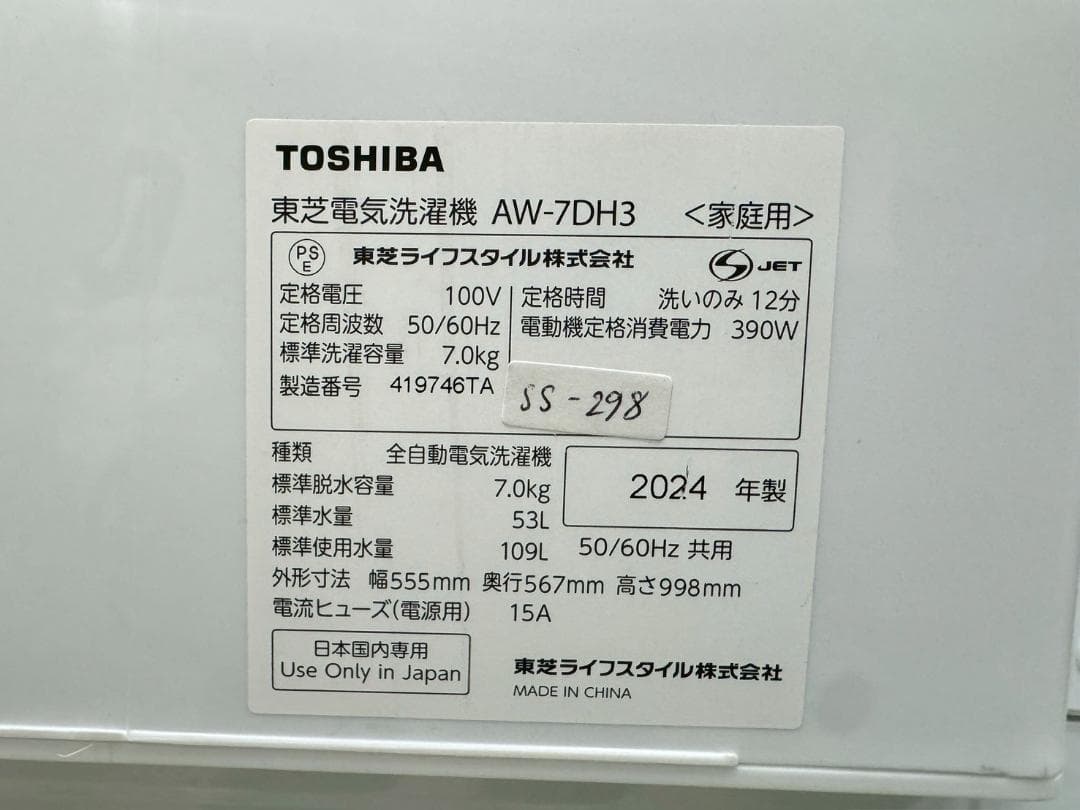 TOSHIBA
東芝電気洗濯機 AW-7DH3 <家庭用>
PSE 東芝ライフスタイル株式会社 S JET
定格電圧 100V 定格時間 洗いのみ 12分
定格周波数 50/60Hz 電動機定格消費電力 390W
標準洗濯容量 7.0kg
製造番号 419746TA
SS-298
種類 全自動電気洗濯機
標準脱水容量 7.0kg 2024 年製
標準水量 53L
標準使用水量 109L 50/60Hz 共用
外形寸法 幅555mm 奥行567mm 高さ998mm
電流ヒューズ(電源用) 15A
日本国内専用
Use Only in Japan
東芝ライフスタイル株式会社
MADE IN CHINA